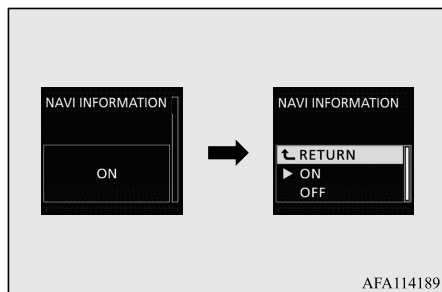 NAVI INFORMATION
ON
NAVI INFORMATION
RETURN
ON
OFF
AFA114189